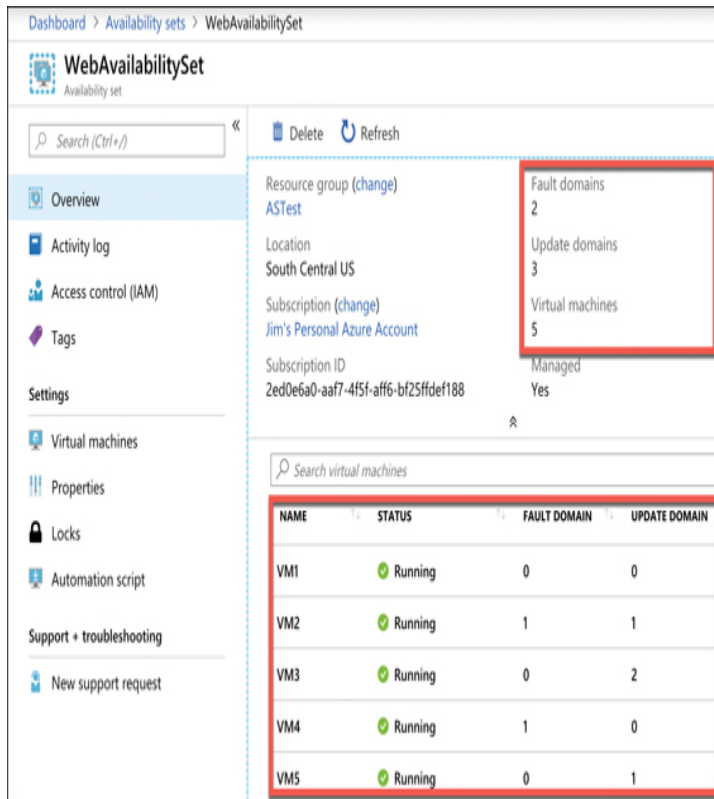 Dashboard > Availability sets > WebAvailabilitySet
WebAvailabilitySet
Availability set
Search (Ctrl+/)
«
Overview
Activity log
Access control (IAM)
Tags
Settings
Virtual machines
Properties
Locks
Automation script
Support + troubleshooting
New support request
Delete Refresh
Resource group (change)
ASTest
Location
South Central US
Subscription (change)
Jim's Personal Azure Account
Subscription ID
2ed0e6a0-aaf7-4f5f-aff6-bf25ffdef188
Fault domains
2
Update domains
3
Virtual machines
5
Managed
Yes
Search virtual machines
NAME STATUS FAULT DOMAIN UPDATE DOMAIN
VM1 Running 0 0
VM2 Running 1 1
VM3 Running 0 2
VM4 Running 1 0
VM5 Running 0 1